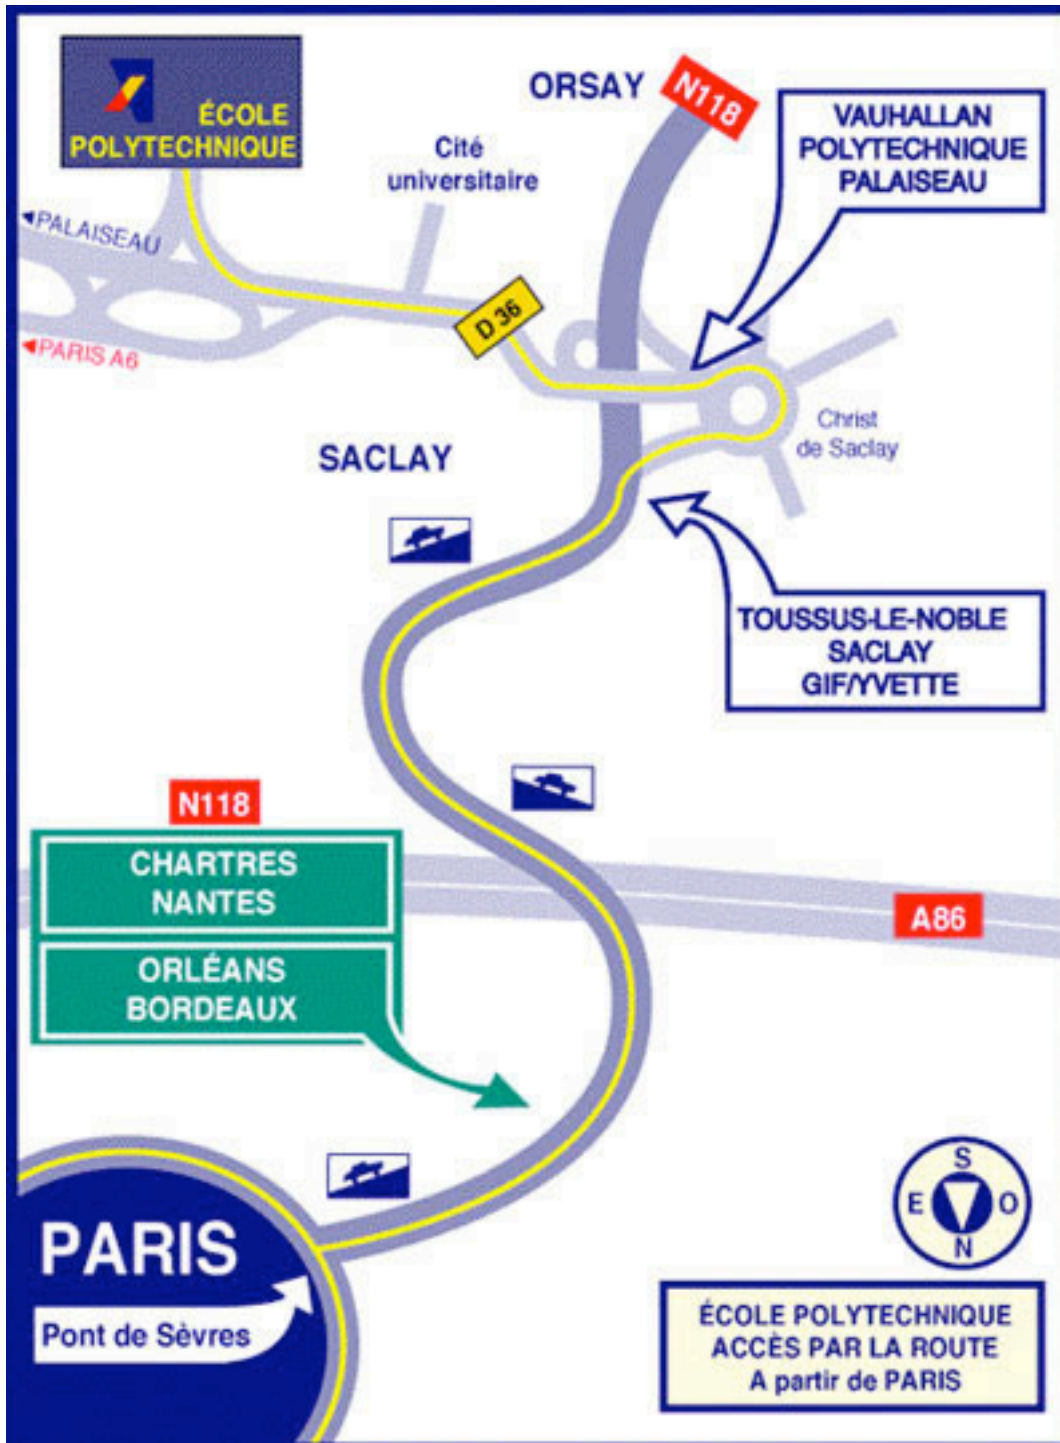 ÉCOLE
POLYTECHNIQUE
ORSAY
N118
VAUHALLAN
POLYTECHNIQUE
PALAISEAU
Cité
universitaire
PALAISEAU
PARIS A6
D 36
Christ
de Saclay
SACLAY
TOUSSUS-LE-NOBLE
SACLAY
GIF/YVETTE
N118
CHARTRES
NANTES
ORLÉANS
BORDEAUX
A86
PARIS
Pont de Sèvres
S
E O
N
ÉCOLE POLYTECHNIQUE
ACCÈS PAR LA ROUTE
A partir de PARIS